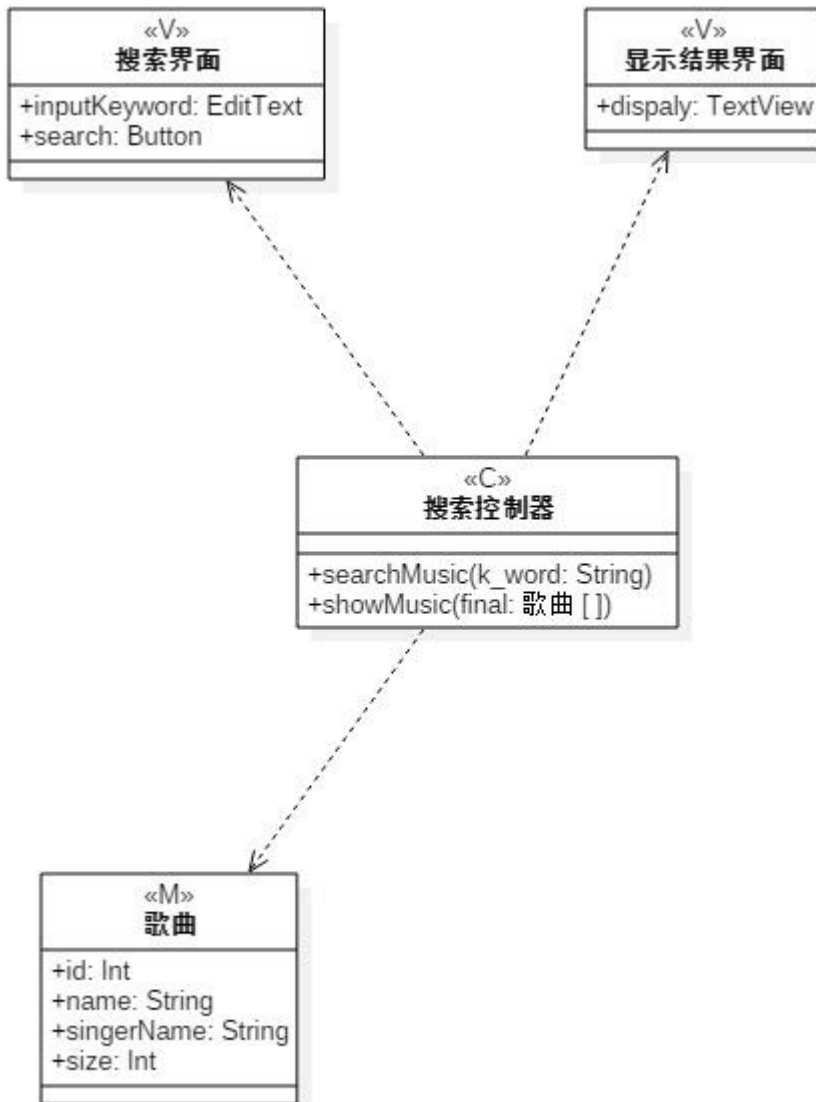 «V»
搜索界面
+inputKeyword: EditText
+search: Button
«V»
显示结果界面
+dispaly: TextView
«C»
搜索控制器
+searchMusic(k_word: String)
+showMusic(final: 歌曲 [ ])
«M»
歌曲
+id: Int
+name: String
+singerName: String
+size: Int